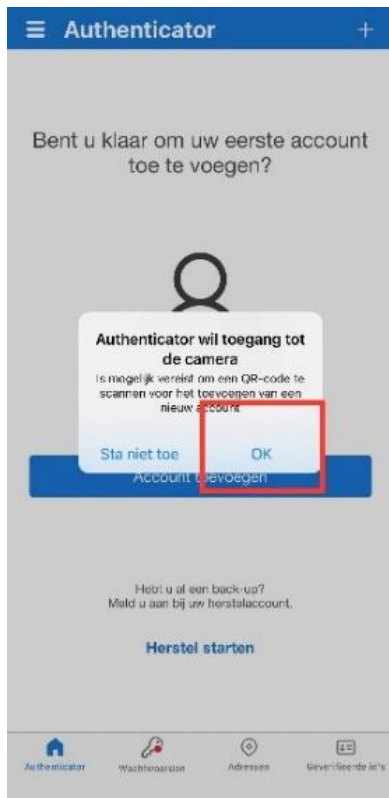 Authenticator
Bent u klaar om uw eerste account
toe te voegen?
Authenticator wil toegang tot
de camera
Is mogelijk vereist om een QR-code te
scannen voor het toevoegen van een
nieuw account
Sta niet toe OK
Account toevoegen
Hebt u al een back-up?
Meld u aan bij uw herstelaccount.
Herstel starten
Authenticator Wachtwoorden Adressen Geverifieerde id's